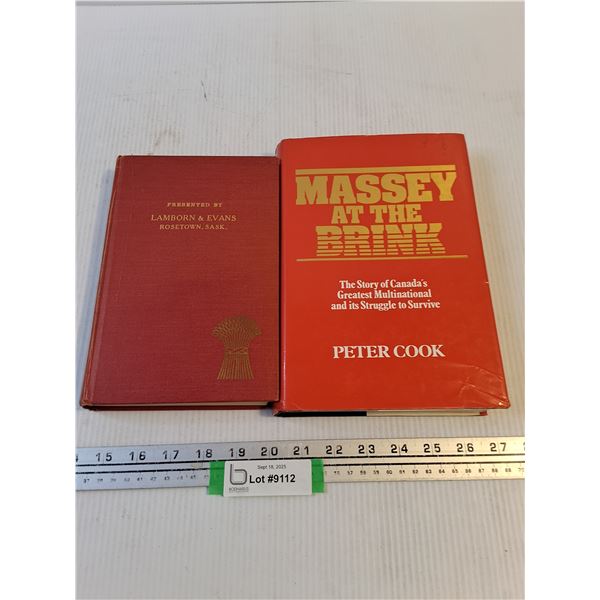 PRESENTED BY
LAMBORN & EVANS
ROSETOWN, SASK.
MASSEY
AT THE
BRINK
The Story of Canada's
Greatest Multinational
and its Struggle to Survive
PETER COOK
15 16 17 18 19 20 21 22 23 24 25 26 27
Sept 18, 2025
Lot #9112